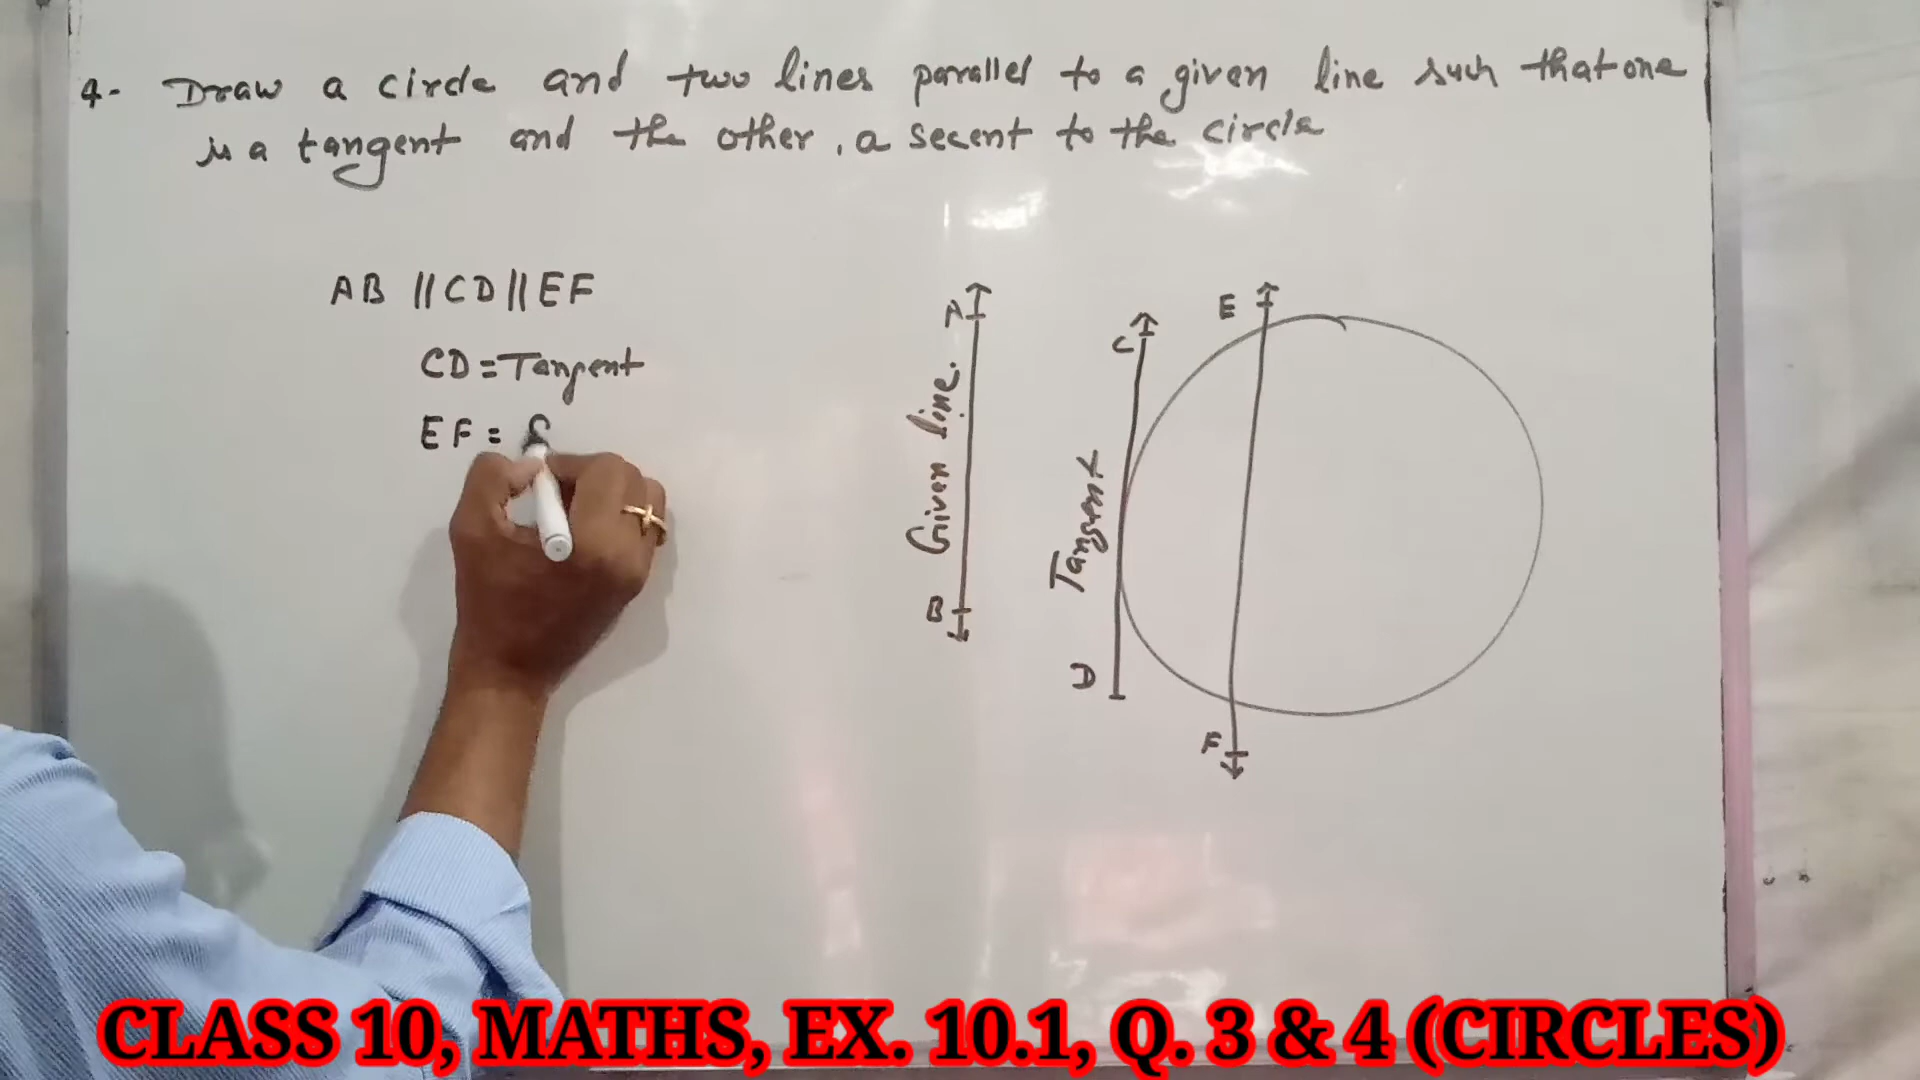 4- Draw a circle and two lines parallel to a given line such that one
is a tangent and the other, a secent to the circle
AB || CD || EF
CD = Tangent
EF = S
A
Given line.
B
C
Tangent
D
E
F
CLASS 10, MATHS, EX. 10.1, Q. 3 & 4 (CIRCLES)